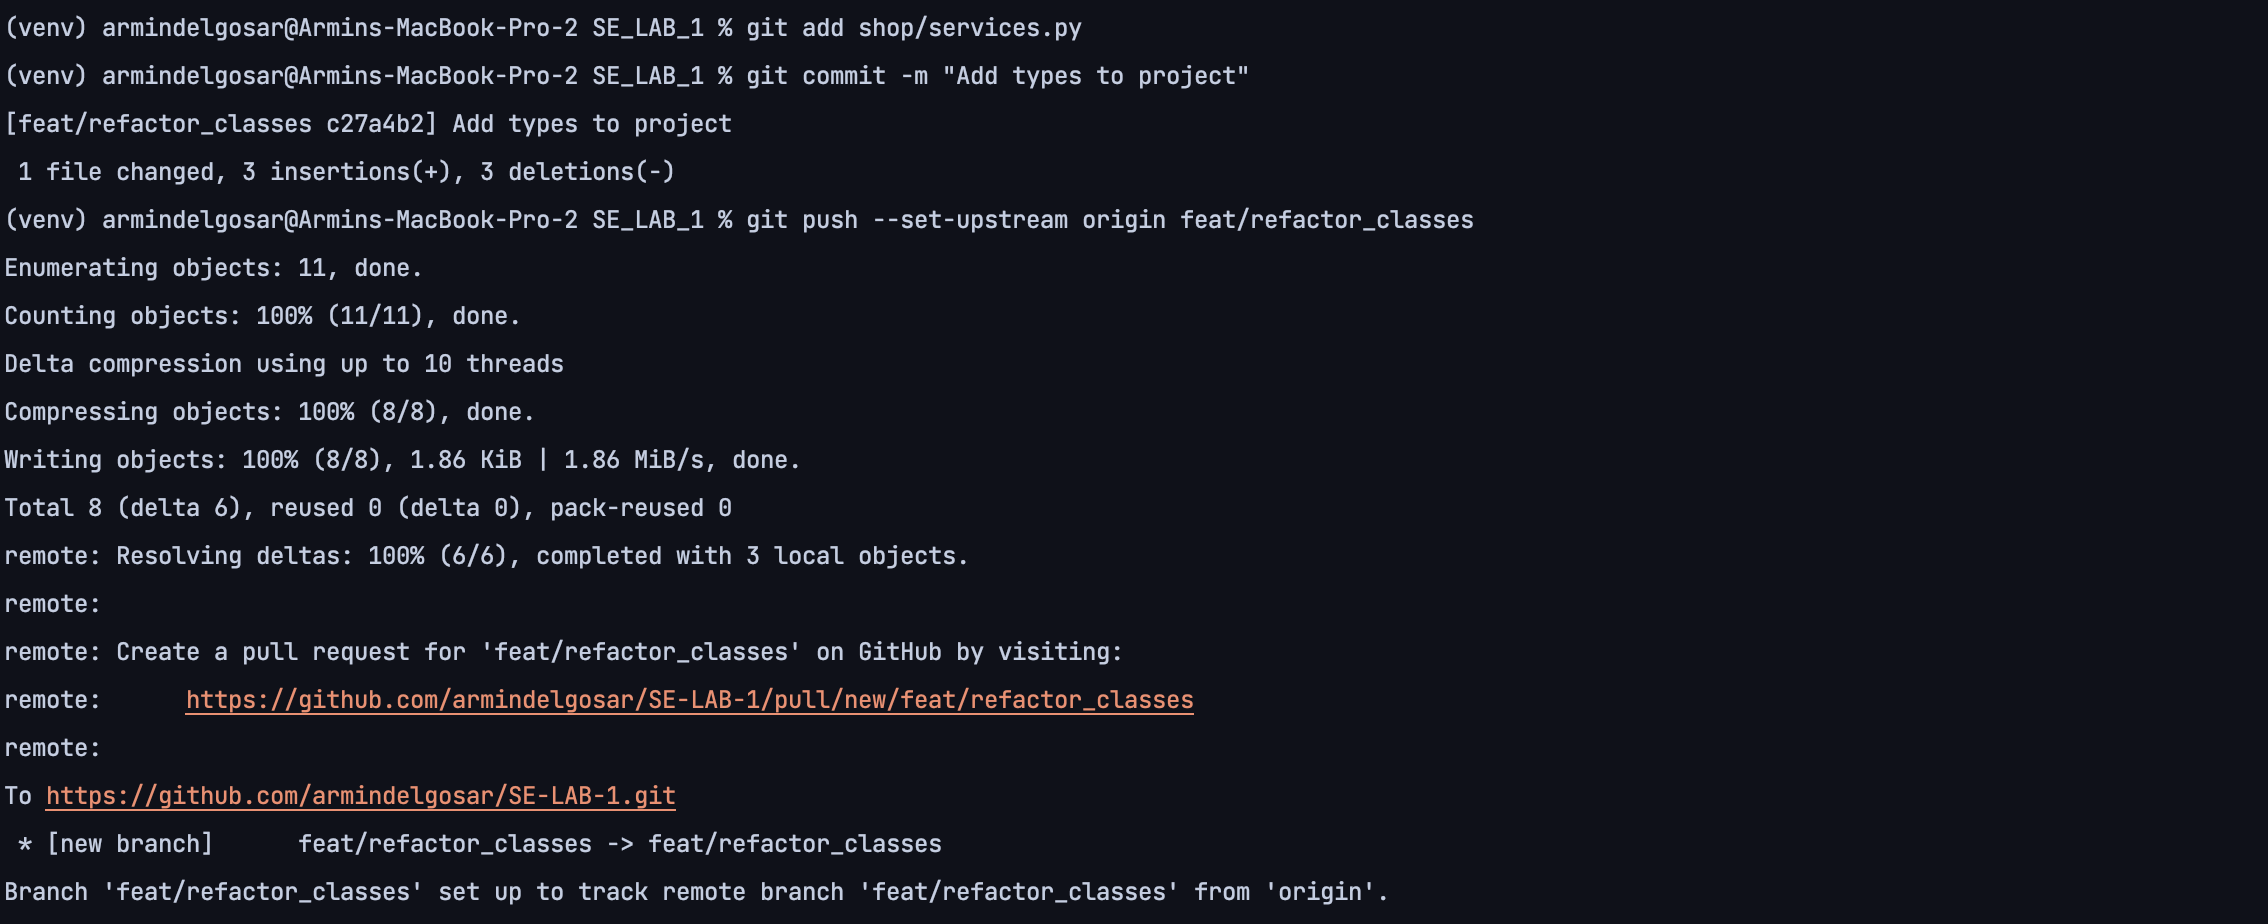 (venv) armindelgosar@Armins-MacBook-Pro-2 SE_LAB_1 % git add shop/services.py
(venv) armindelgosar@Armins-MacBook-Pro-2 SE_LAB_1 % git commit -m "Add types to project"
[feat/refactor_classes c27a4b2] Add types to project
 1 file changed, 3 insertions(+), 3 deletions(-)
(venv) armindelgosar@Armins-MacBook-Pro-2 SE_LAB_1 % git push --set-upstream origin feat/refactor_classes
Enumerating objects: 11, done.
Counting objects: 100% (11/11), done.
Delta compression using up to 10 threads
Compressing objects: 100% (8/8), done.
Writing objects: 100% (8/8), 1.86 KiB | 1.86 MiB/s, done.
Total 8 (delta 6), reused 0 (delta 0), pack-reused 0
remote: Resolving deltas: 100% (6/6), completed with 3 local objects.
remote:
remote: Create a pull request for 'feat/refactor_classes' on GitHub by visiting:
remote:      https://github.com/armindelgosar/SE-LAB-1/pull/new/feat/refactor_classes
remote:
To https://github.com/armindelgosar/SE-LAB-1.git
 * [new branch]      feat/refactor_classes -> feat/refactor_classes
Branch 'feat/refactor_classes' set up to track remote branch 'feat/refactor_classes' from 'origin'.